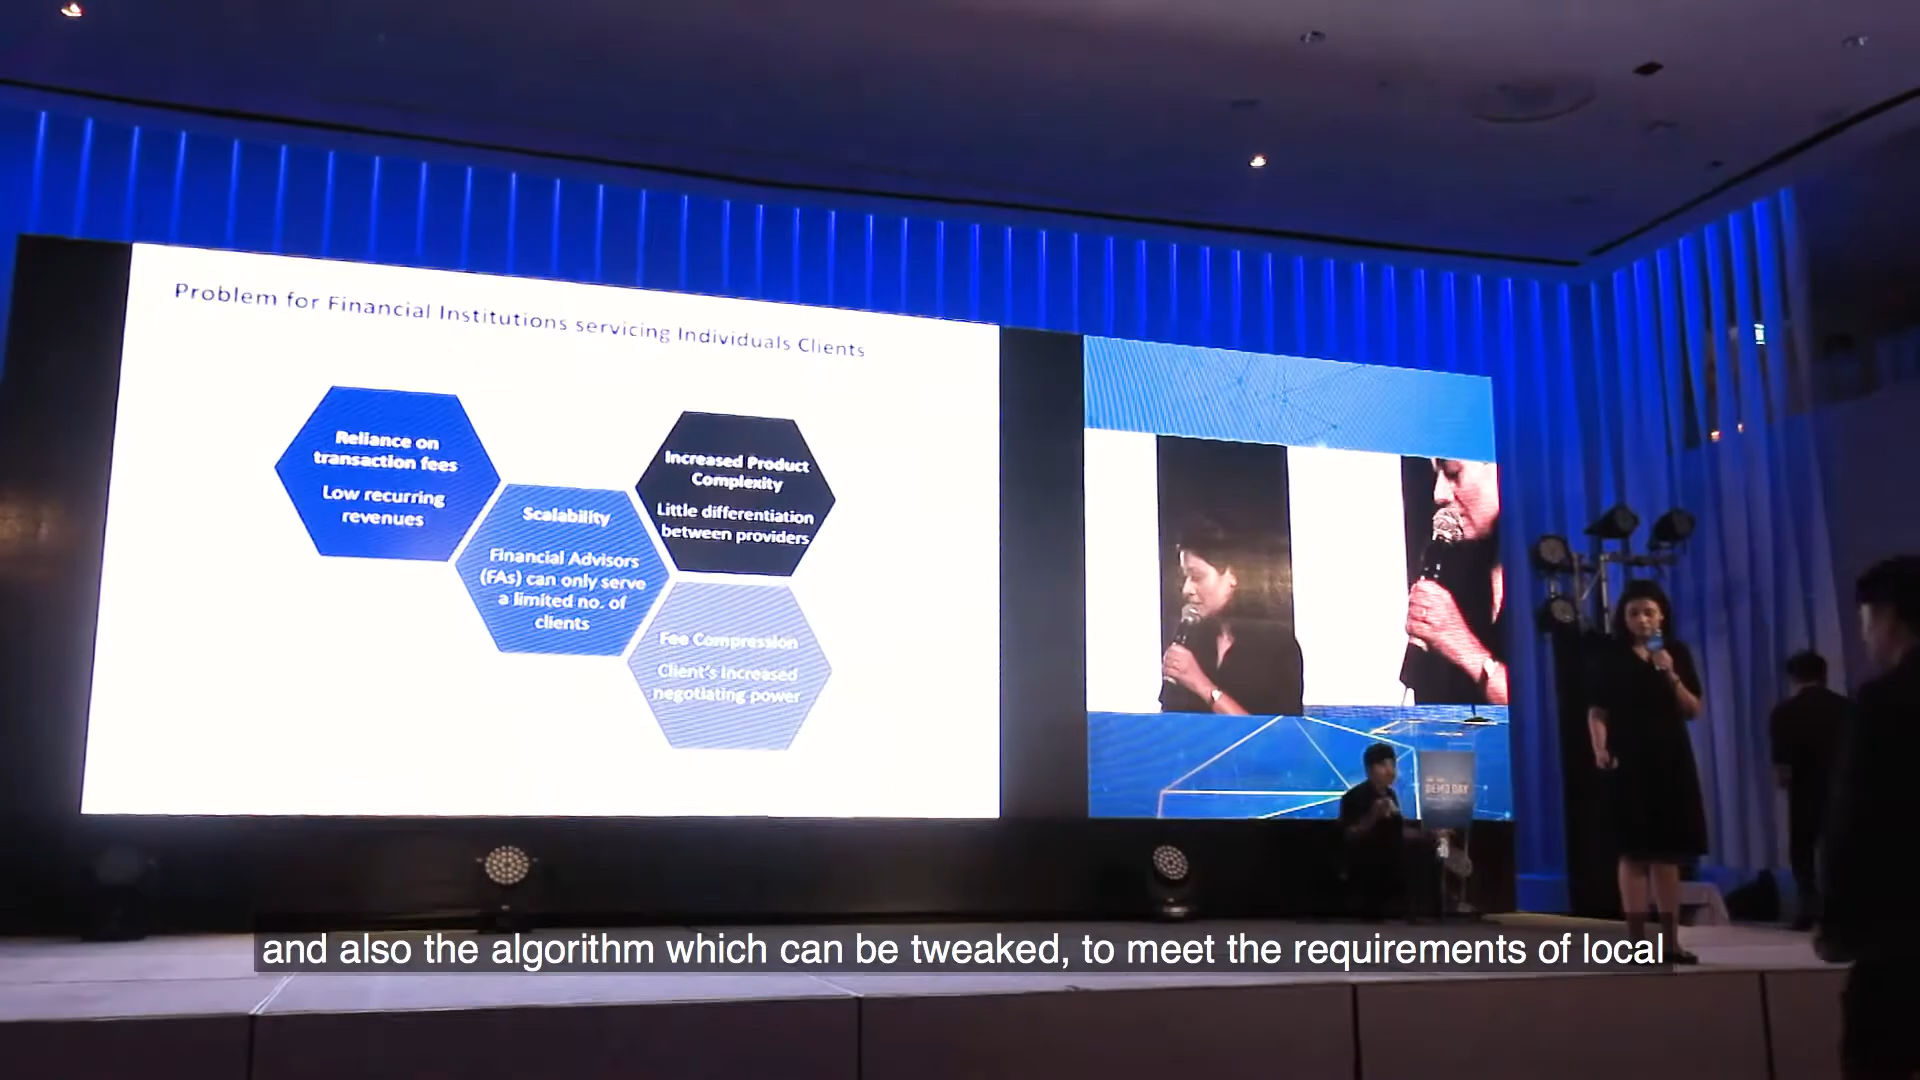 Problem for Financial Institutions servicing Individuals Clients
Reliance on
transaction fees
Low recurring
revenues
Scalability
Financial Advisors
(FAs) can only serve
a limited no. of
clients
Increased Product
Complexity
Little differentiation
between providers
Fee Compression
Client's increased
negotiating power
DEMO DAY
and also the algorithm which can be tweaked, to meet the requirements of local